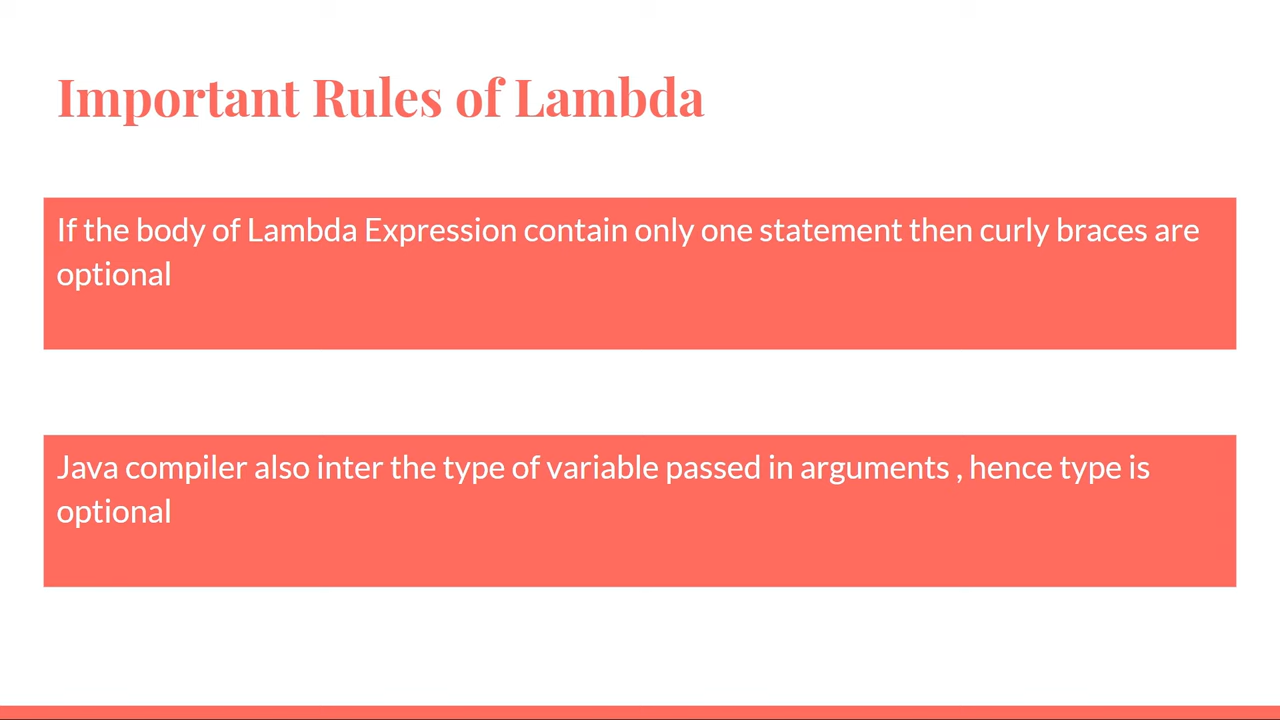 Important Rules of Lambda
If the body of Lambda Expression contain only one statement then curly braces are
optional
Java compiler also inter the type of variable passed in arguments , hence type is
optional